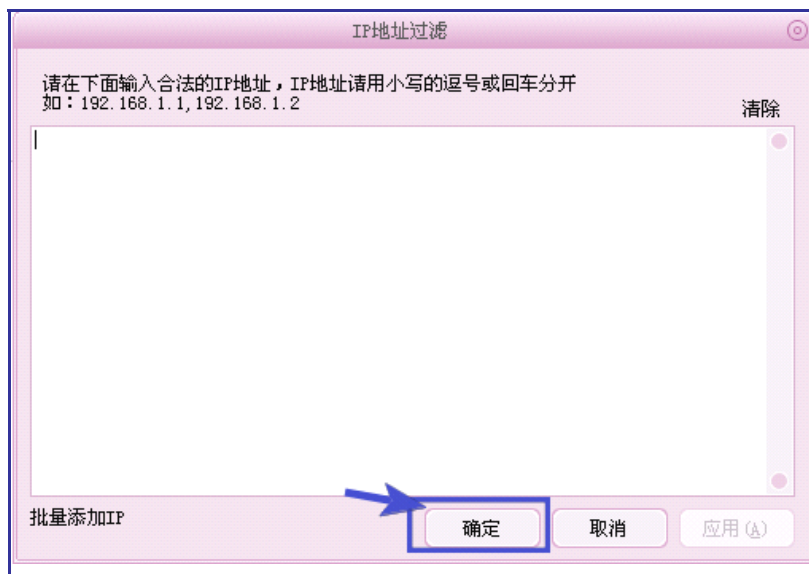 IP地址过滤
请在下面输入合法的IP地址，IP地址请用小写的逗号或回车分开
如：192.168.1.1,192.168.1.2
清除
批量添加IP
确定
取消
应用(A)